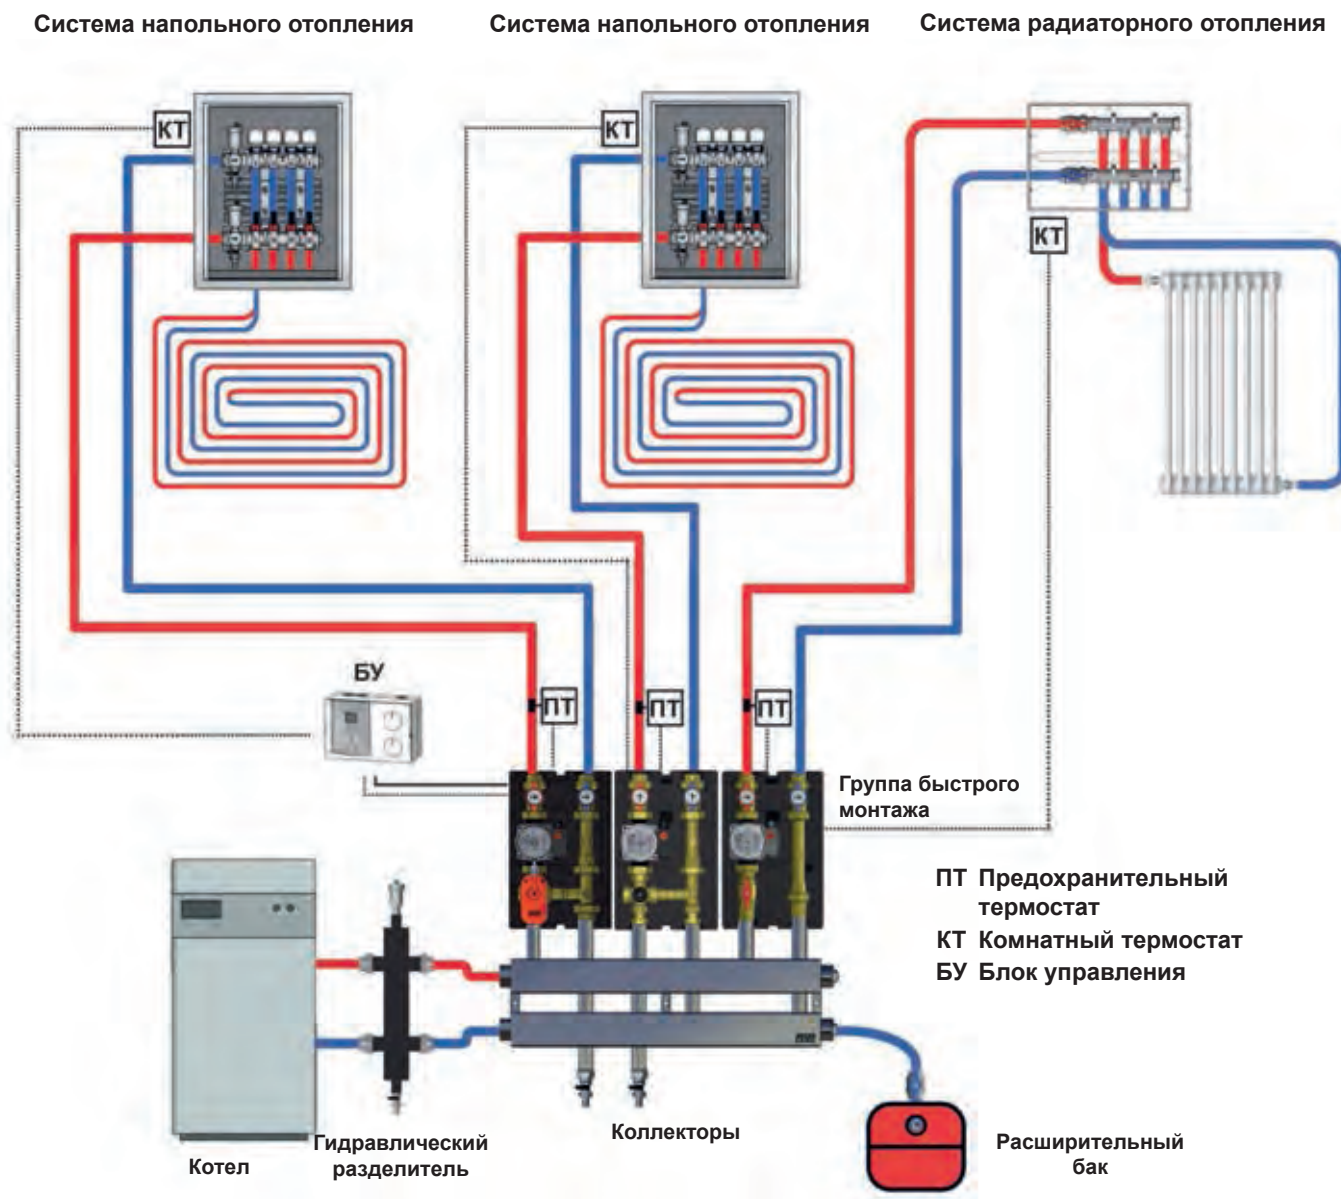 Система напольного отопления
Система напольного отопления
Система радиаторного отопления
КТ
КТ
КТ
БУ
ПТ
ПТ
ПТ
Группа быстрого
монтажа
ПТ Предохранительный
термостат
КТ Комнатный термостат
БУ Блок управления
Котел
Гидравлический
разделитель
Коллекторы
Расширительный
бак